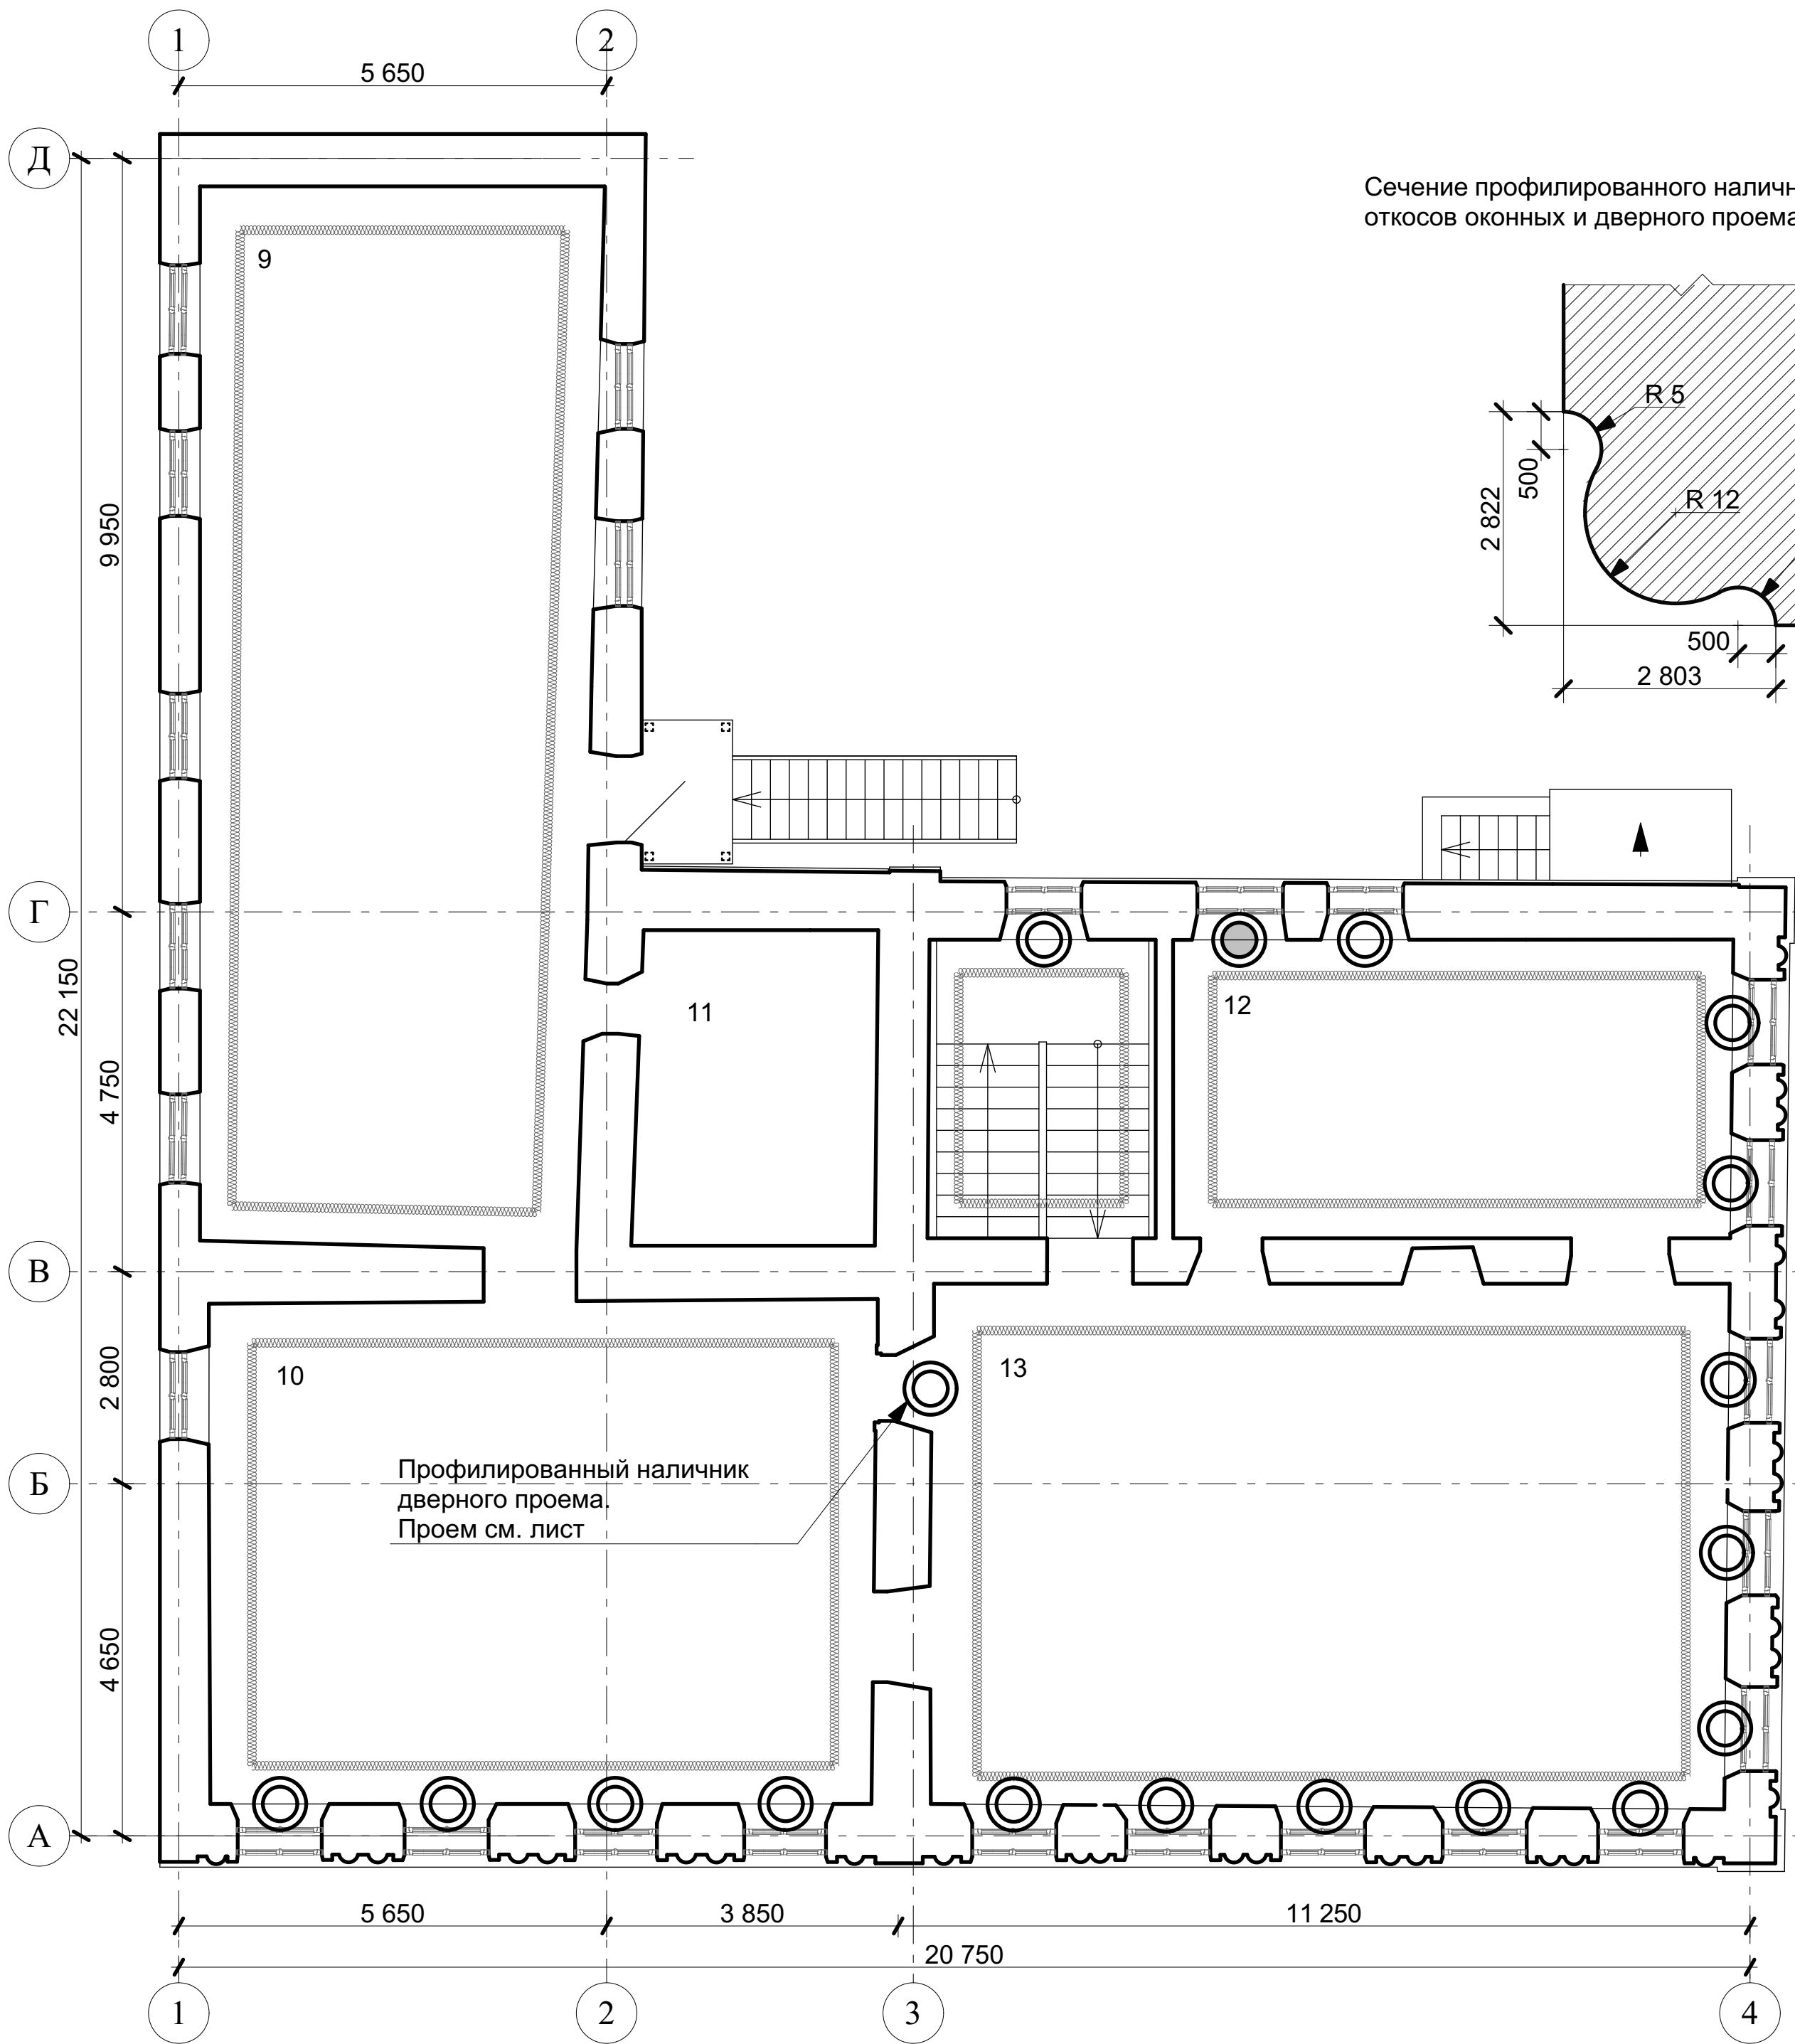 1
2
5 650
Д
Сечение профилированного
откосов оконных и дверного проема
9
R 5
500
2 822
R 12
9 950
500
2 803
Г
22 150
11
12
4 750
В
2 800
10
13
Профилированный наличник
дверного проема.
Проем см. лист
Б
4 650
А
5 650
3 850
11 250
20 750
1
2
3
4